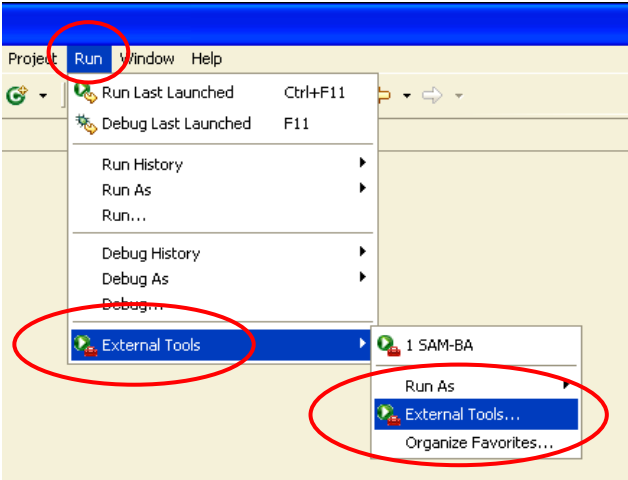 Project Run Window Help
Run Last Launched Ctrl+F11
Debug Last Launched F11
Run History
Run As
Run...
Debug History
Debug As
Debug...
External Tools
1 SAM-BA
Run As
External Tools...
Organize Favorites...